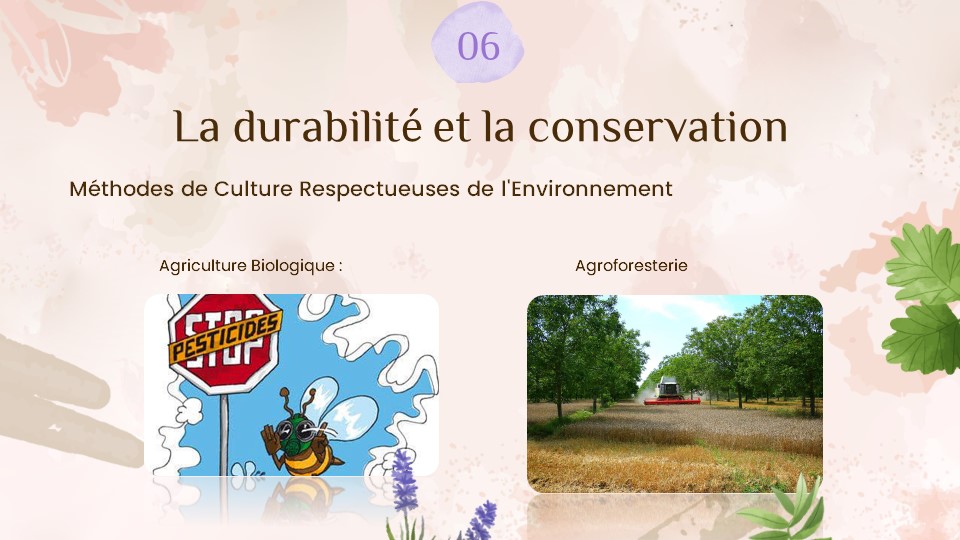 06
La durabilité et la conservation
Méthodes de Culture Respectueuses de l'Environnement
Agriculture Biologique :
Agroforesterie
STOP
PESTICIDES